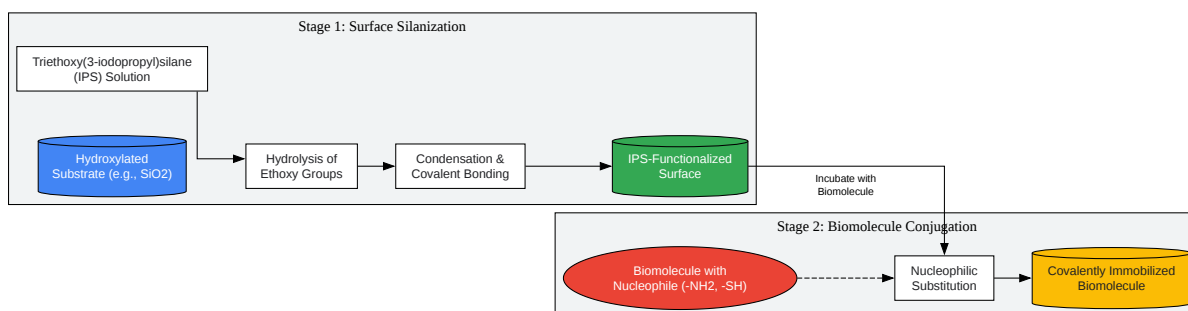 Stage 1: Surface Silanization
Triethoxy(3-iodopropyl)silane
(IPS) Solution
Hydroxylated
Substrate (e.g., SiO2)
Hydrolysis of
Ethoxy Groups
Condensation &
Covalent Bonding
IPS-Functionalized
Surface
Incubate with
Biomolecule
Stage 2: Biomolecule Conjugation
Biomolecule with
Nucleophile (-NH2, -SH)
Nucleophilic
Substitution
Covalently Immobilized
Biomolecule